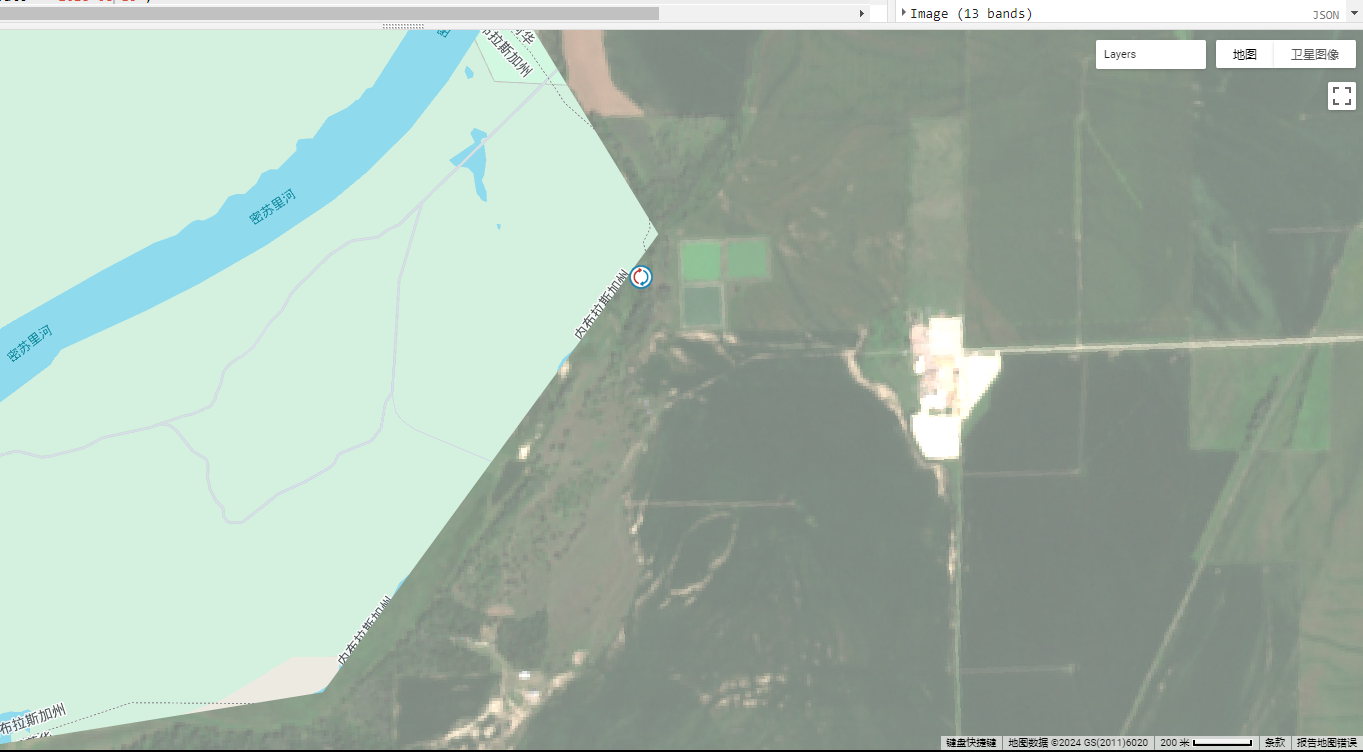 Image (13 bands)
JSON
Layers
地图
卫星图像
布拉斯加州
密苏里河
内布拉斯加州
密苏里河
内布拉斯加州
布拉斯加州
键盘快捷键
地图数据 ©2024 GS(2011)6020
200 米
条款
报告地图错误